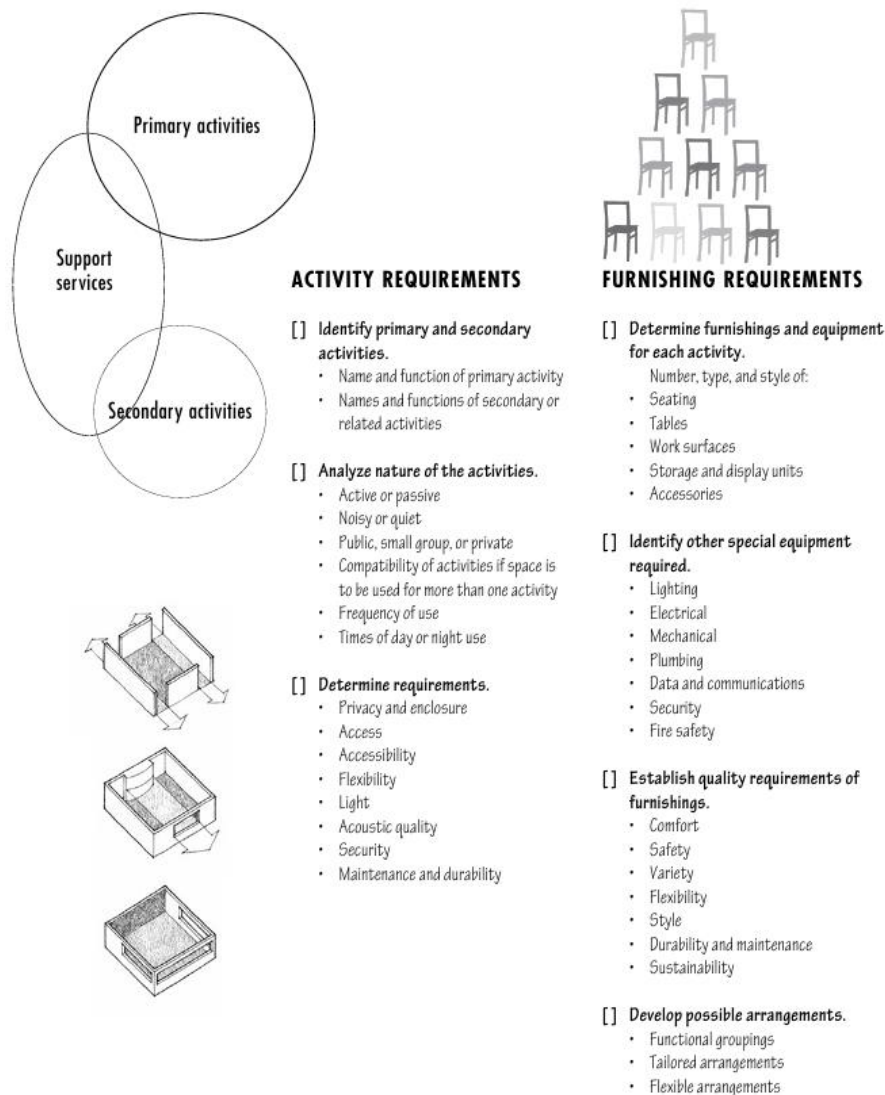 Primary activities
Support
services
Secondary activities
ACTIVITY REQUIREMENTS
[ ] Identify primary and secondary
activities.
• Name and function of primary activity
• Names and functions of secondary or
related activities
[ ] Analyze nature of the activities.
• Active or passive
• Noisy or quiet
• Public, small group, or private
• Compatibility of activities if space is
to be used for more than one activity
• Frequency of use
• Times of day or night use
[ ] Determine requirements.
• Privacy and enclosure
• Access
• Accessibility
• Flexibility
• Light
• Acoustic quality
• Security
• Maintenance and durability
FURNISHING REQUIREMENTS
[ ] Determine furnishings and equipment
for each activity.
Number, type, and style of:
• Seating
• Tables
• Work surfaces
• Storage and display units
• Accessories
[ ] Identify other special equipment
required.
• Lighting
• Electrical
• Mechanical
• Plumbing
• Data and communications
• Security
• Fire safety
[ ] Establish quality requirements of
furnishings.
• Comfort
• Safety
• Variety
• Flexibility
• Style
• Durability and maintenance
• Sustainability
[ ] Develop possible arrangements.
• Functional groupings
• Tailored arrangements
• Flexible arrangements